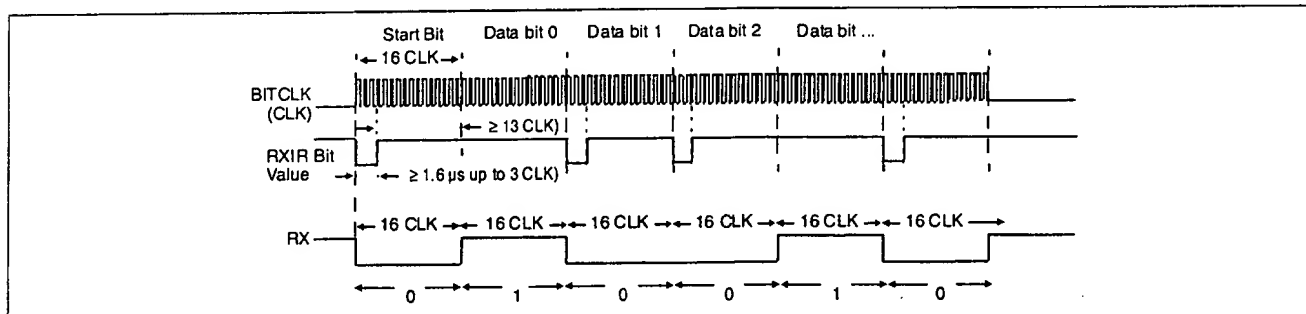 Start Bit Data bit 0 Data bit 1 Data bit 2 Data bit ...
16 CLK
BITCLK
(CLK)
≥ 13 CLK)
RXIR Bit
Value
≥ 1.6 μs up to 3 CLK)
16 CLK 16 CLK 16 CLK 16 CLK 16 CLK 16 CLK
RX
0 1 0 0 1 0